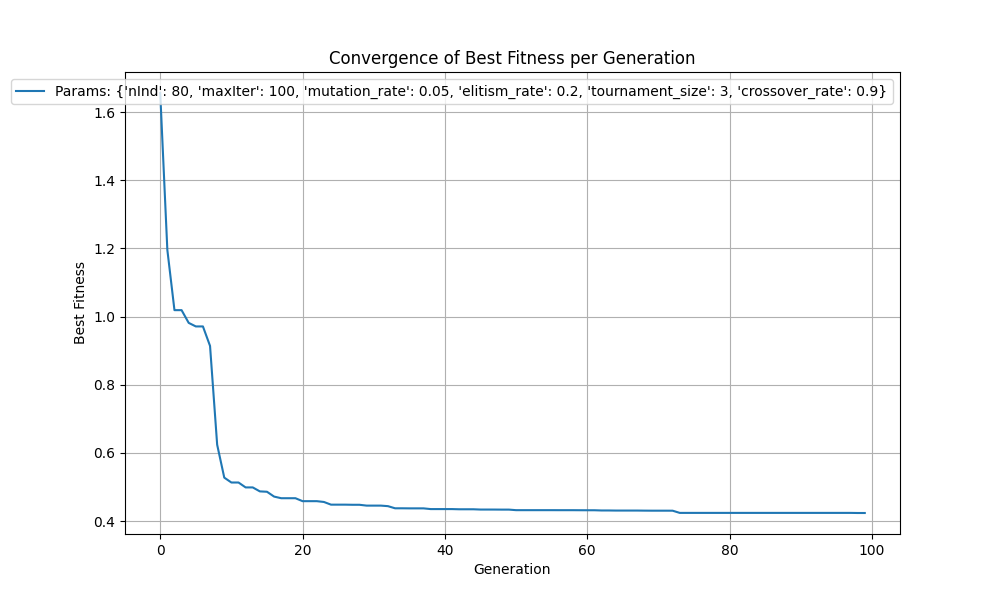 Convergence of Best Fitness per Generation
Params: {'nInd': 80, 'maxIter': 100, 'mutation_rate': 0.05, 'elitism_rate': 0.2, 'tournament_size': 3, 'crossover_rate': 0.9}
Best Fitness
1.6
1.4
1.2
1.0
0.8
0.6
0.4
0 20 40 60 80 100
Generation